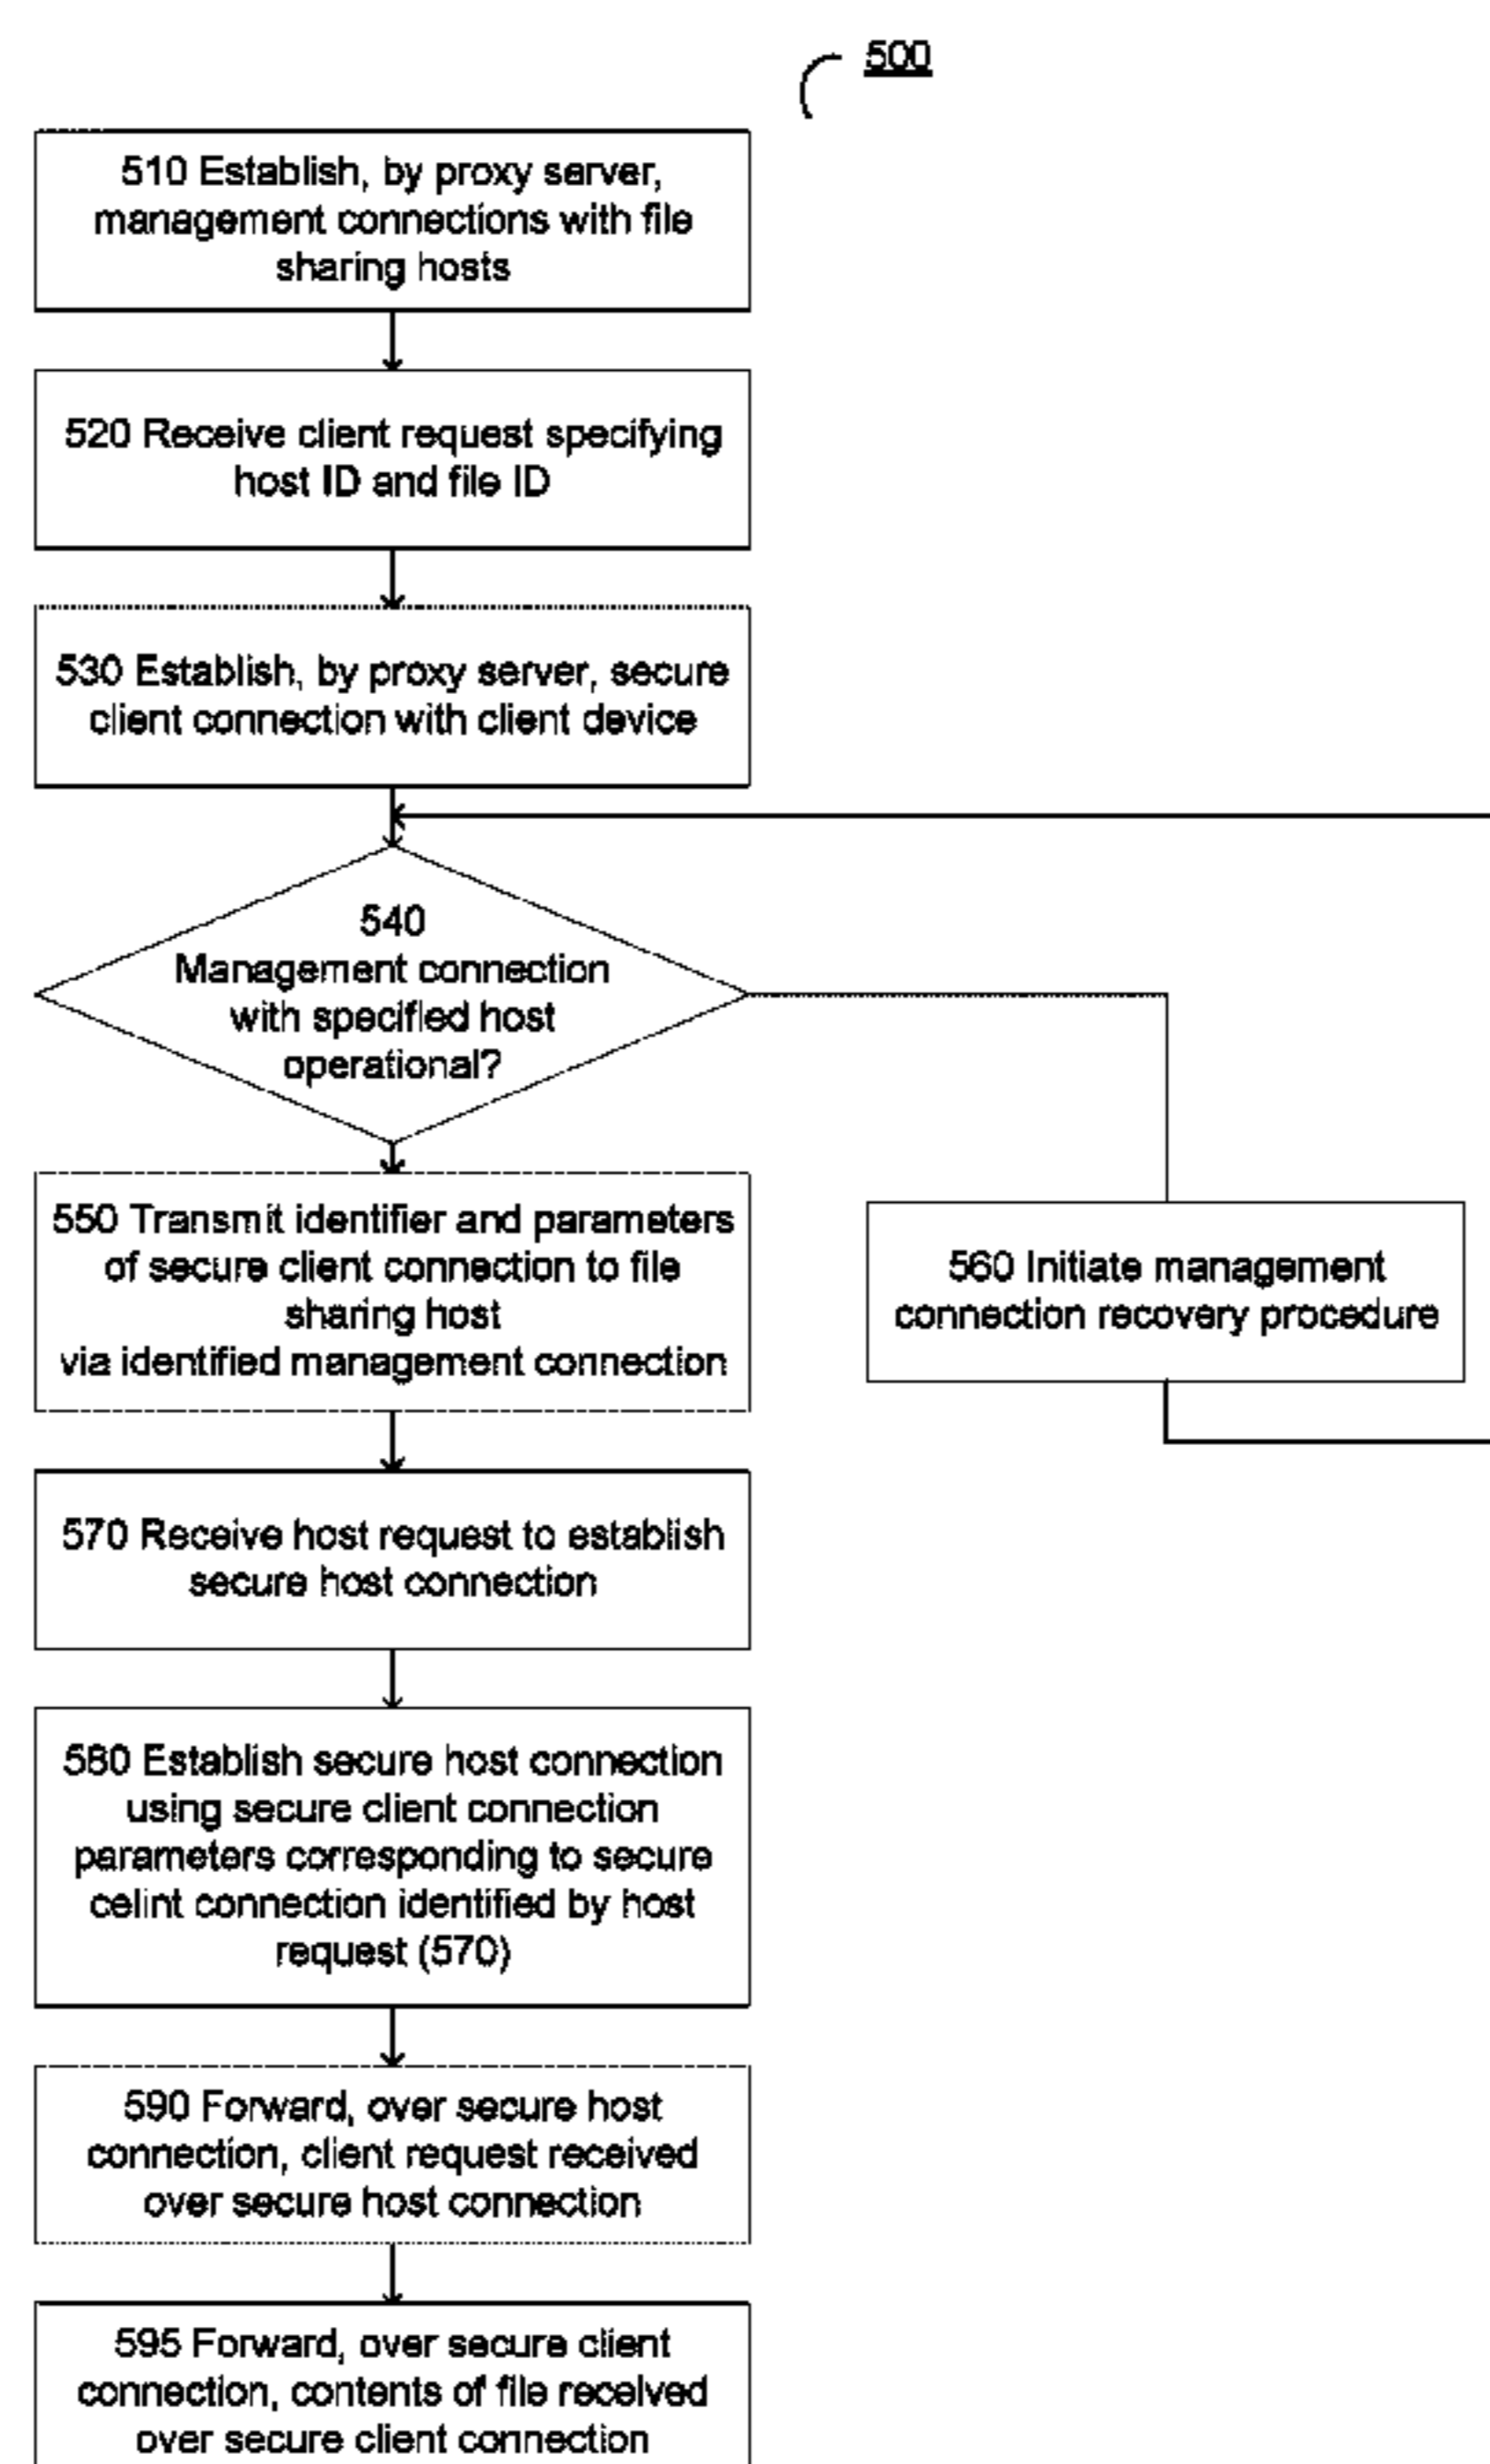 500
510 Establish, by proxy server,
management connections with file
sharing hosts
520 Receive client request specifying
host ID and file ID
530 Establish, by proxy server, secure
client connection with client device
540
Management connection
with specified host
operational?
550 Transmit identifier and parameters
of secure client connection to file
sharing host
via identified management connection
560 Initiate management
connection recovery procedure
570 Receive host request to establish
secure host connection
580 Establish secure host connection
using secure client connection
parameters corresponding to secure
celint connection identified by host
request (570)
590 Forward, over secure host
connection, client request received
over secure host connection
595 Forward, over secure client
connection, contents of file received
over secure client connection